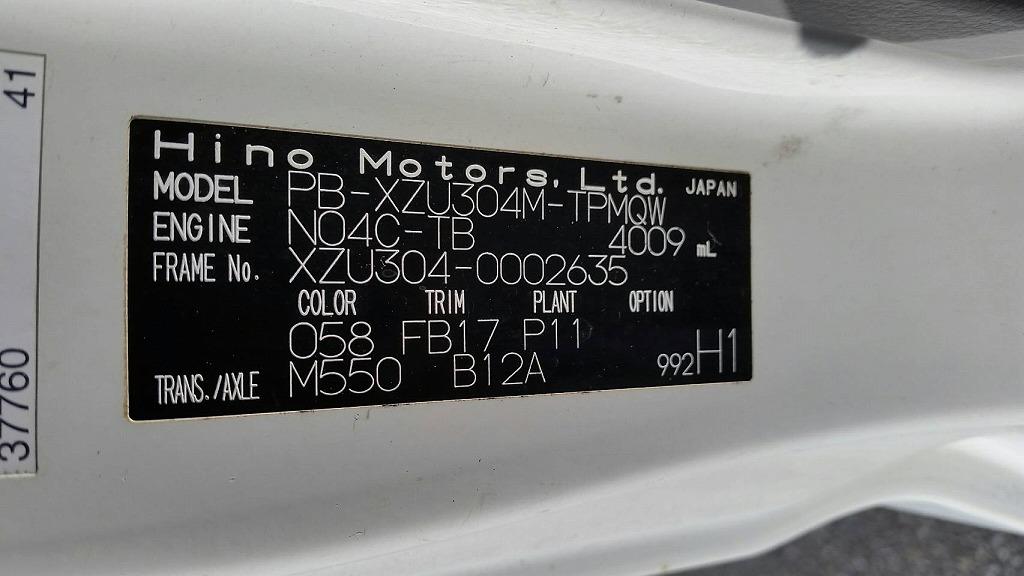 Hino Motors, Ltd. JAPAN
MODEL PB-XZU304M-TPMQW
ENGINE N04C-TB 4009 mL
FRAME No. XZU304-0002635
COLOR TRIM PLANT OPTION
058 FB17 P11
TRANS./AXLE M550 B12A 992H1
37760 41